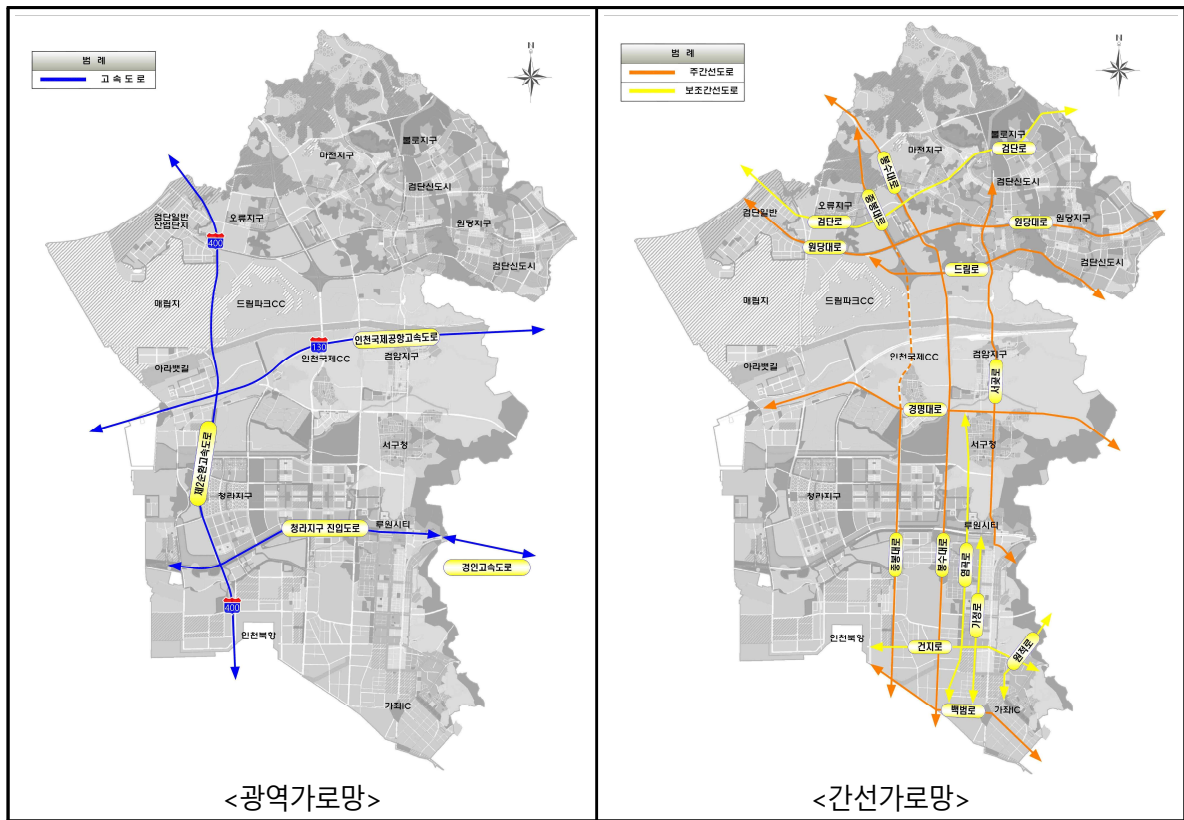 범 례
고 속 도 로
N
불로지구
마전지구
검단신도시
검단일반
산업단지
오류지구
원당지구
400
검단신도시
매립지
드림파크CC
130
인천국제공항고속도로
인천국제CC
검암지구
아라뱃길
제2순환고속도로
서구청
청라지구
청라지구 진입도로
루원시티
경인고속도로
400
인천북항
가좌IC
<광역가로망>
범 례
주간선도로
보조간선도로
N
불로지구
검단로
마전지구
봉수대로
검단신도시
오류지구
중봉대로
검단일반
검단로
원당대로
원당지구
원당대로
드림로
검단신도시
매립지
드림파크CC
인천국제CC
검암지구
아라뱃길
서곶로
경명대로
서구청
청라지구
루원시티
중봉대로
봉수대로
염곡로
가정로
인천북항
건지로
원적로
백범로
가좌IC
<간선가로망>